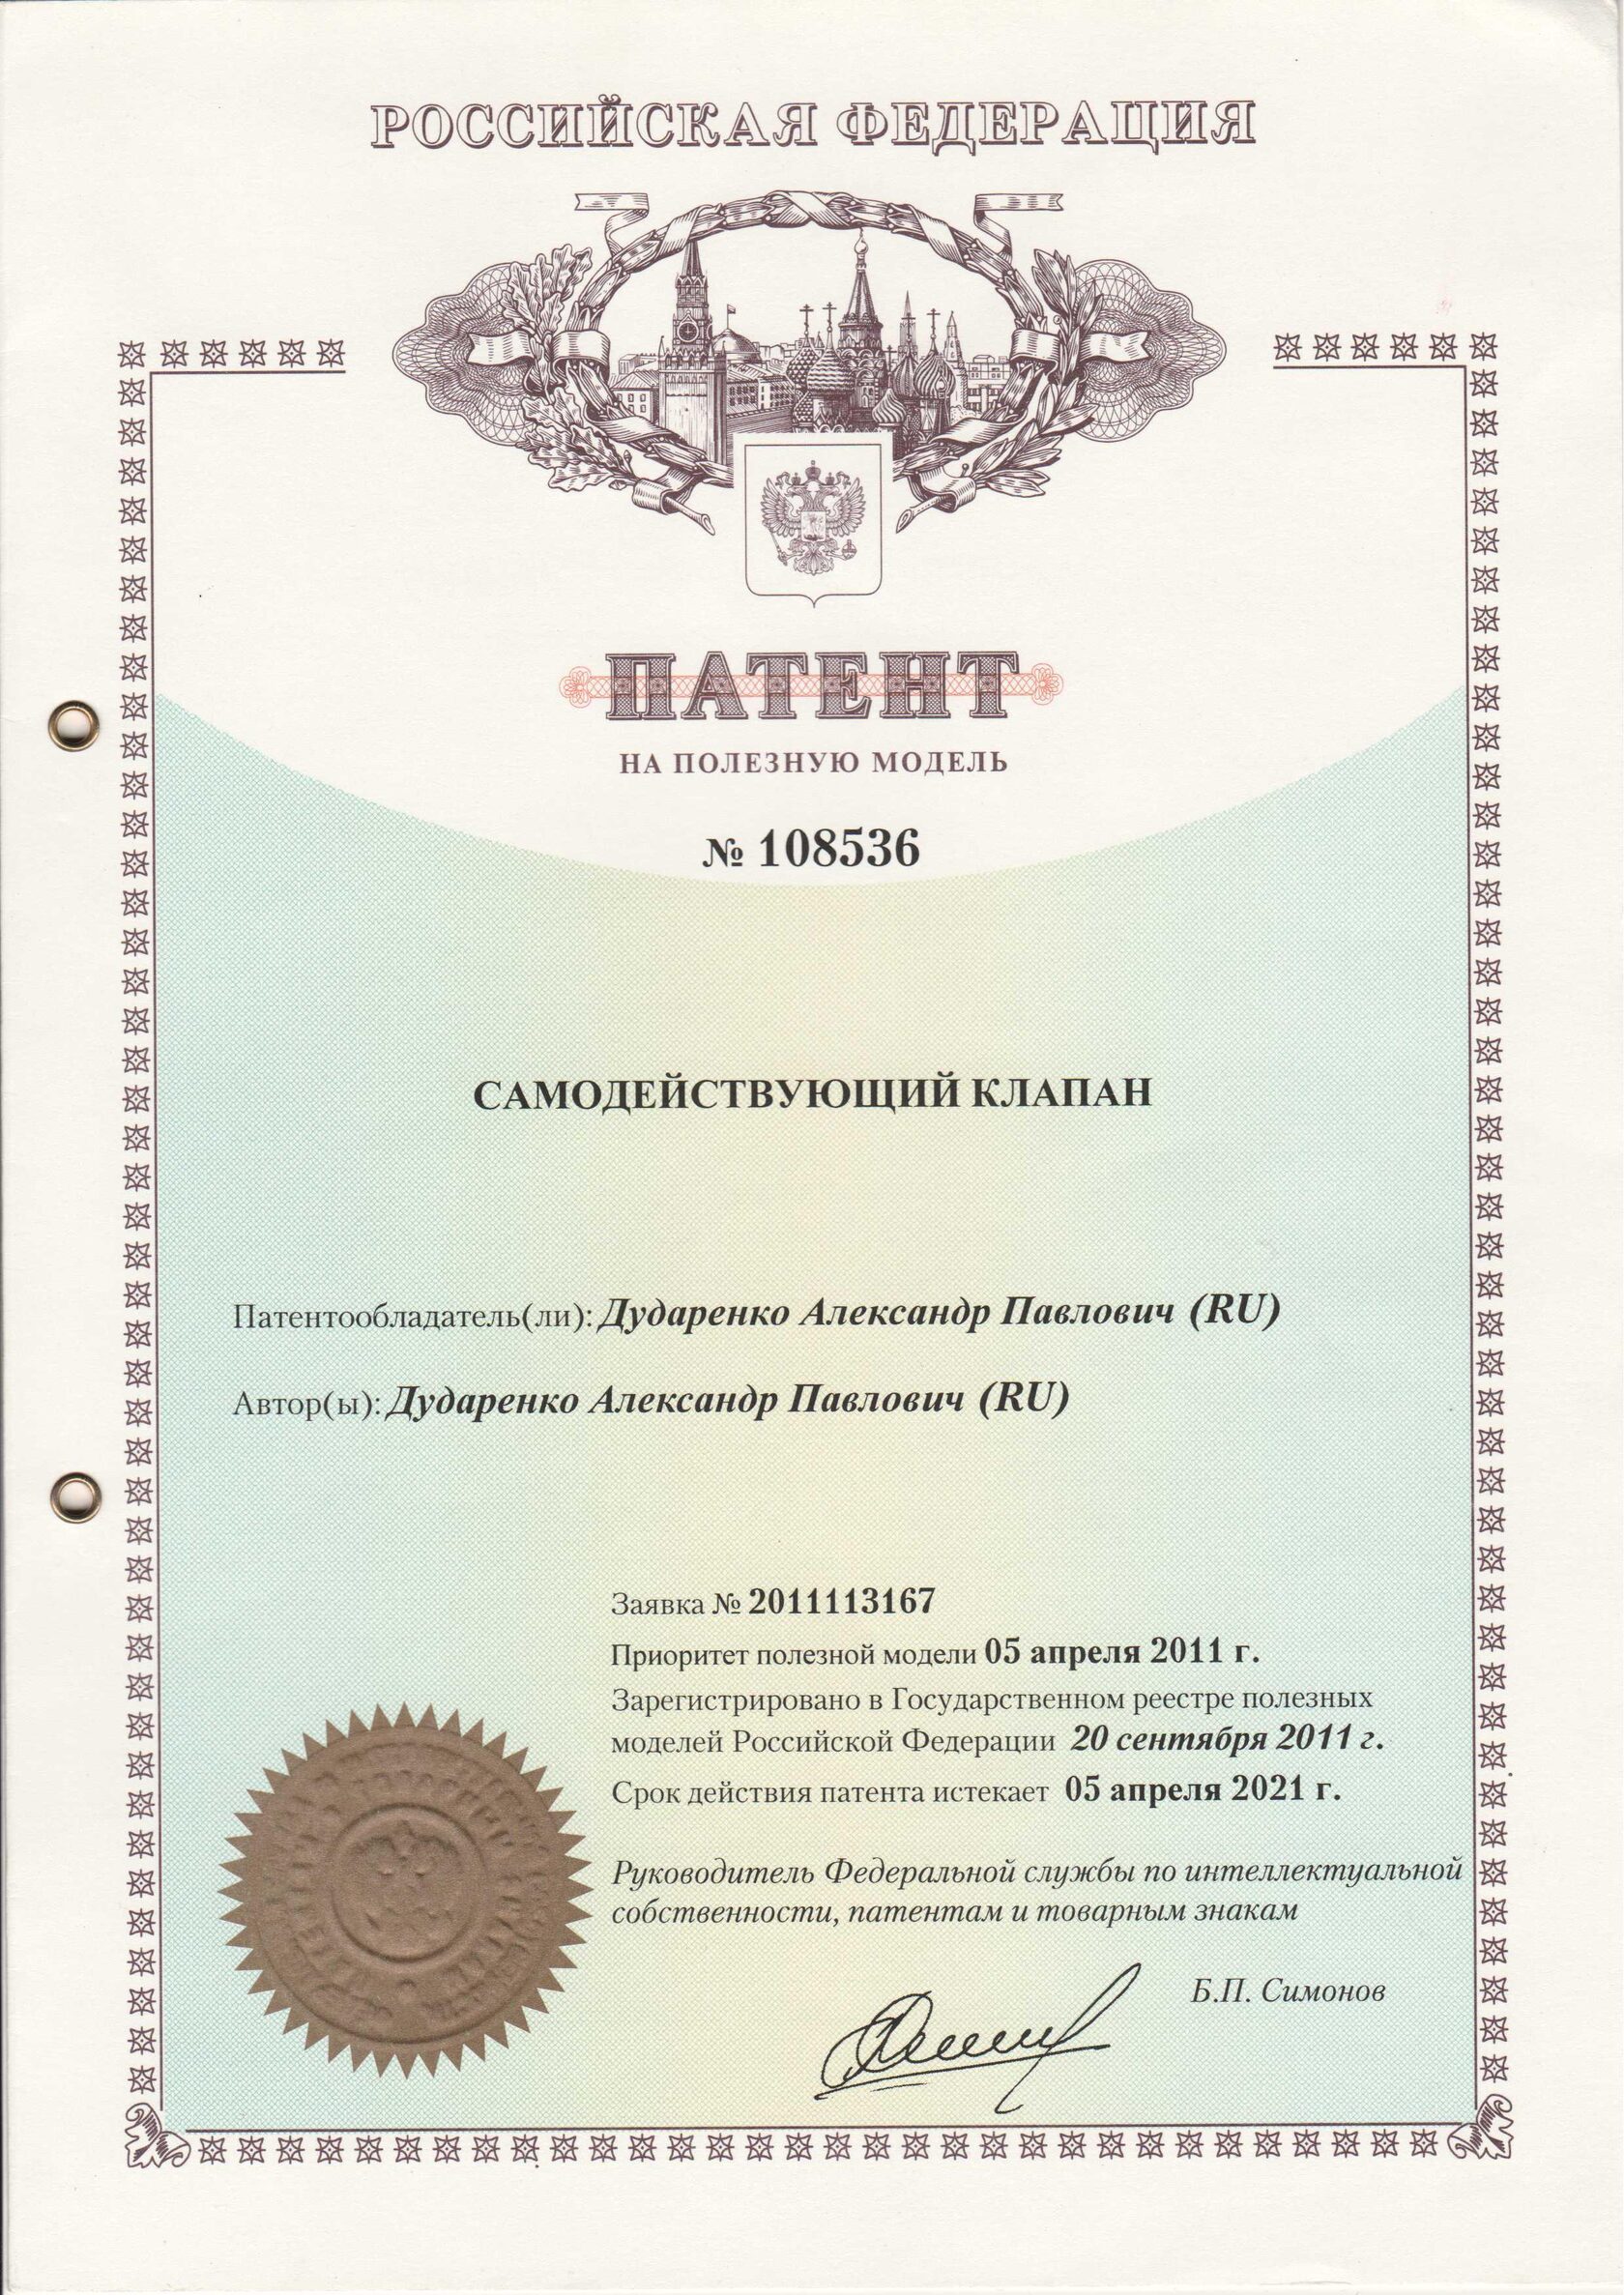 РОССИЙСКАЯ ФЕДЕРАЦИЯ
ПАТЕНТ
НА ПОЛЕЗНУЮ МОДЕЛЬ
№ 108536
САМОДЕЙСТВУЮЩИЙ КЛАПАН
Патентообладатель(ли): Дударенко Александр Павлович (RU)
Автор(ы): Дударенко Александр Павлович (RU)
Заявка № 2011113167
Приоритет полезной модели 05 апреля 2011 г.
Зарегистрировано в Государственном реестре полезных
моделей Российской Федерации 20 сентября 2011 г.
Срок действия патента истекает 05 апреля 2021 г.
Руководитель Федеральной службы по интеллектуальной
собственности, патентам и товарным знакам
Б.П. Симонов